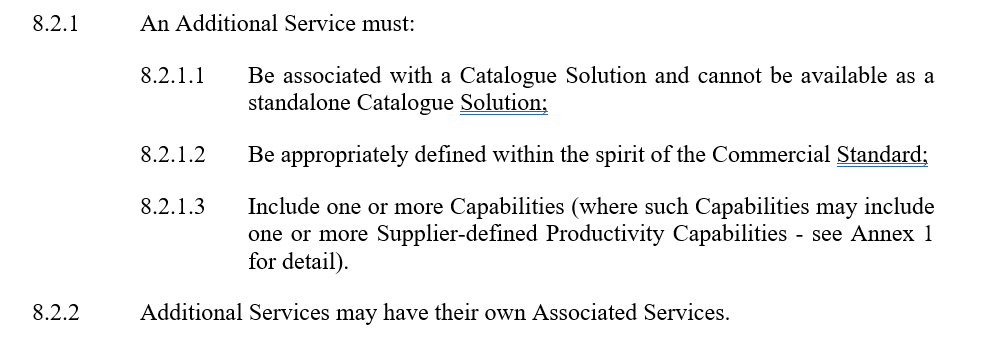 8.2.1 An Additional Service must:
8.2.1.1 Be associated with a Catalogue Solution and cannot be available as a
standalone Catalogue Solution;
8.2.1.2 Be appropriately defined within the spirit of the Commercial Standard;
8.2.1.3 Include one or more Capabilities (where such Capabilities may include
one or more Supplier-defined Productivity Capabilities - see Annex 1
for detail).
8.2.2 Additional Services may have their own Associated Services.